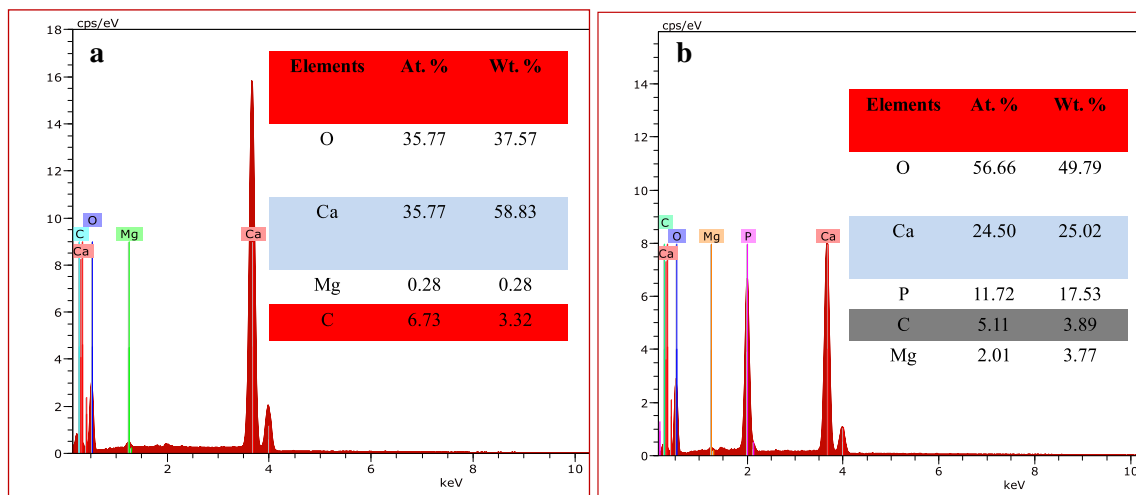 cps/eV
18
16
14
12
10
8
6
4
2
0
a
Elements At. % Wt. %
O 35.77 37.57
Ca 35.77 58.83
Mg 0.28 0.28
C 6.73 3.32
O
C
Mg
Ca
Ca
2 4 6 8 10
keV
cps/eV
14
12
10
8
6
4
2
0
b
Elements At. % Wt. %
O 56.66 49.79
Ca 24.50 25.02
P 11.72 17.53
C 5.11 3.89
Mg 2.01 3.77
C
O
Mg
P
Ca
Ca
2 4 6 8 10
keV